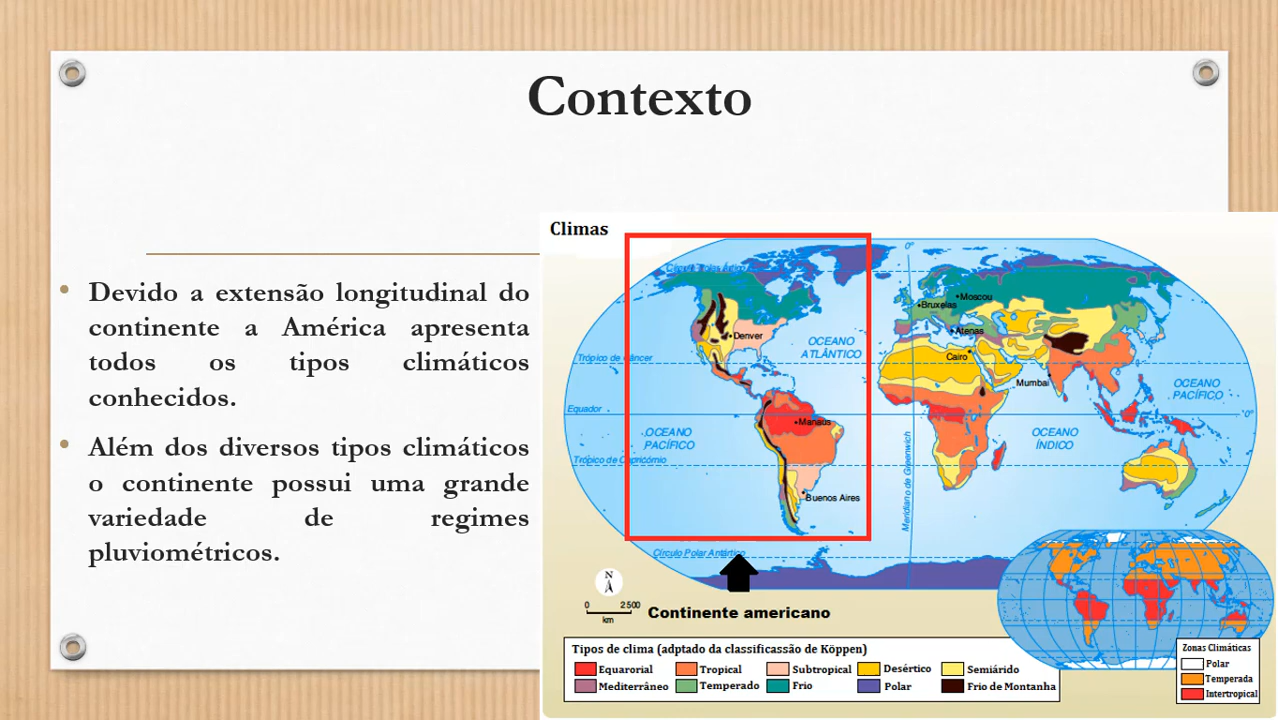 Contexto
Devido a extensão longitudinal do
continente a América apresenta
todos os tipos climáticos
conhecidos.
Além dos diversos tipos climáticos
o continente possui uma grande
variedade de regimes
pluviométricos.
Climas
0°
Moscou
Bruxelas
Atenas
Denver
OCEANO
ATLÂNTICO
Cairo
Trópico de Câncer
Mumbai
OCEANO
PACÍFICO
Equador
0°
Manaus
OCEANO
PACÍFICO
OCEANO
ÍNDICO
Trópico de Capricórnio
Meridiano de Greenwich
Buenos Aires
Círculo Polar Antártico
N
0 2 500
km
Continente americano
Tipos de clima (adptado da classificassão de Köppen)
Equarorial Tropical Subtropical Desértico Semiárido
Mediterrâneo Temperado Frio Polar Frio de Montanha
Zonas Climáticas
Polar
Temperada
Intertropical